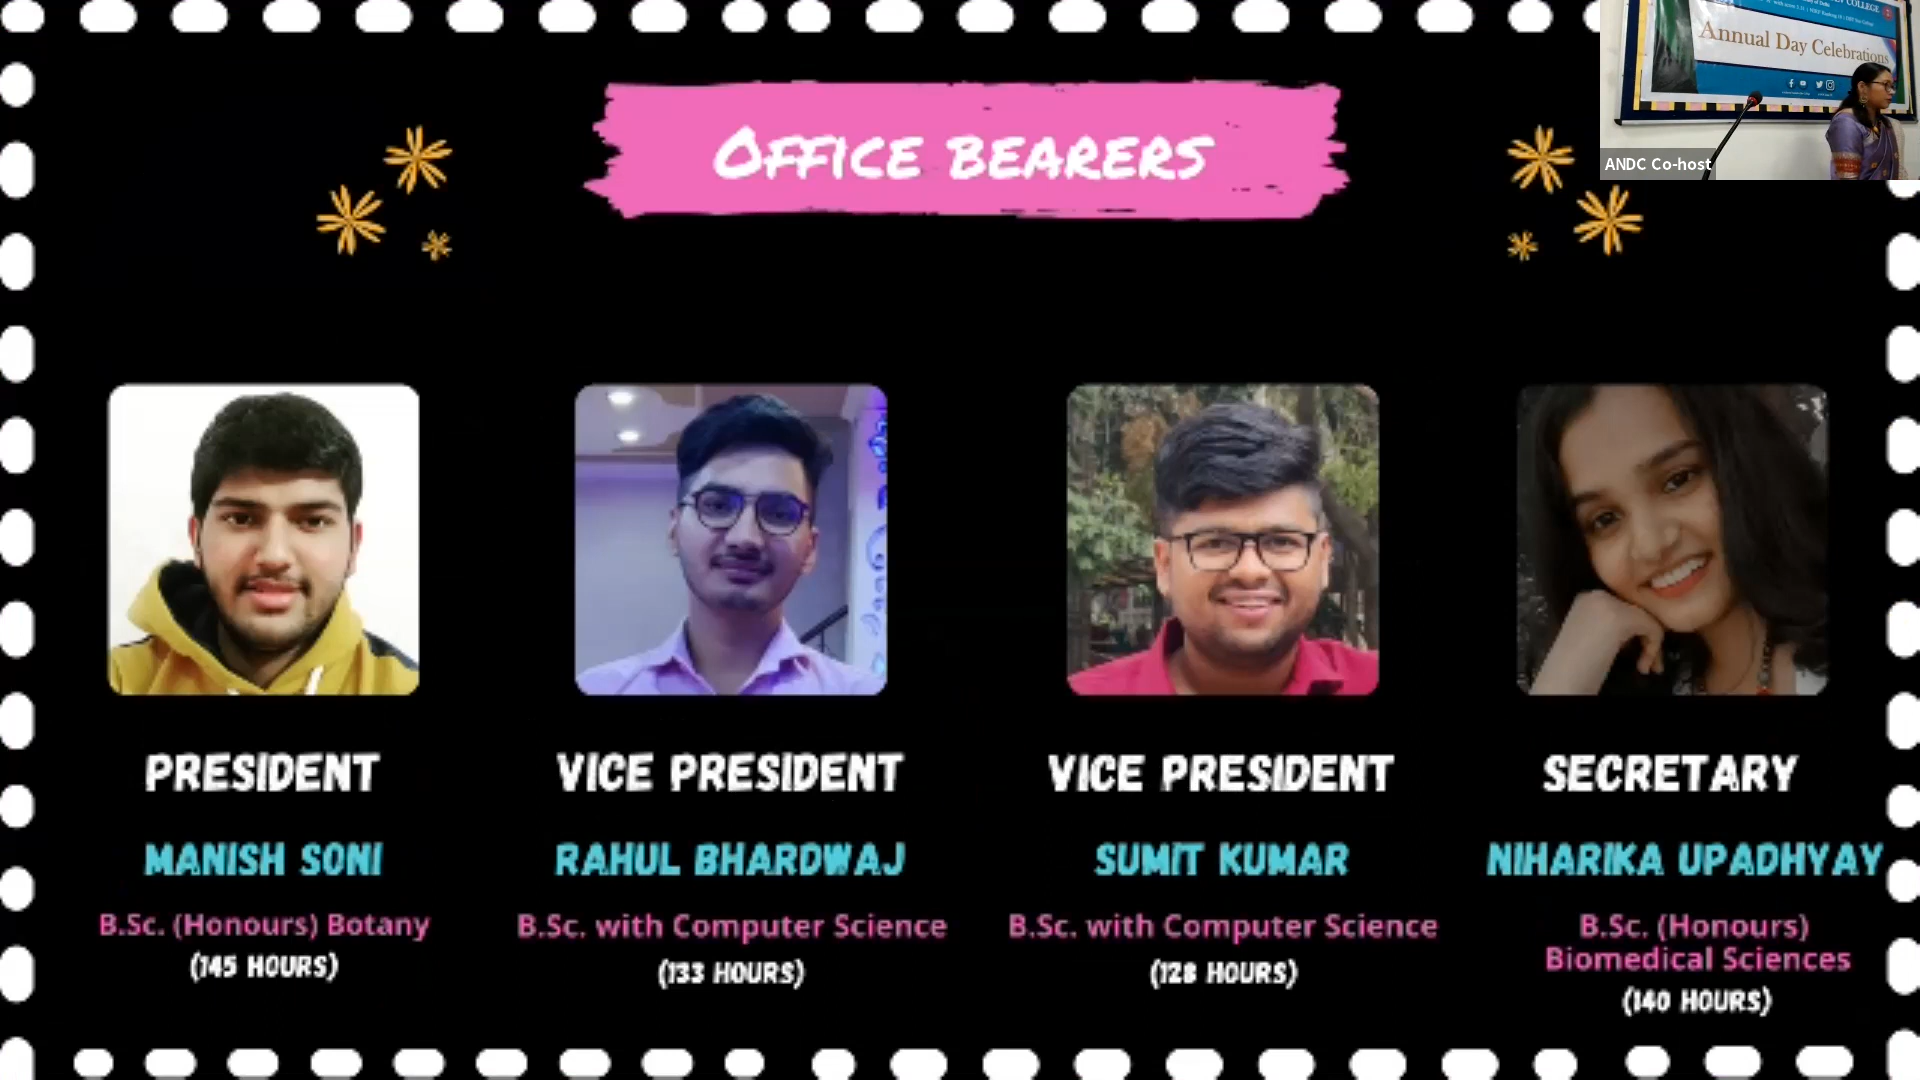 COLLEGE
Annual Day Celebrations
ANDC Co-host
OFFICE BEARERS
PRESIDENT
MANISH SONI
B.Sc. (Honours) Botany
(145 HOURS)
VICE PRESIDENT
RAHUL BHARDWAJ
B.Sc. with Computer Science
(133 HOURS)
VICE PRESIDENT
SUMIT KUMAR
B.Sc. with Computer Science
(128 HOURS)
SECRETARY
NIHARIKA UPADHYAY
B.Sc. (Honours)
Biomedical Sciences
(140 HOURS)